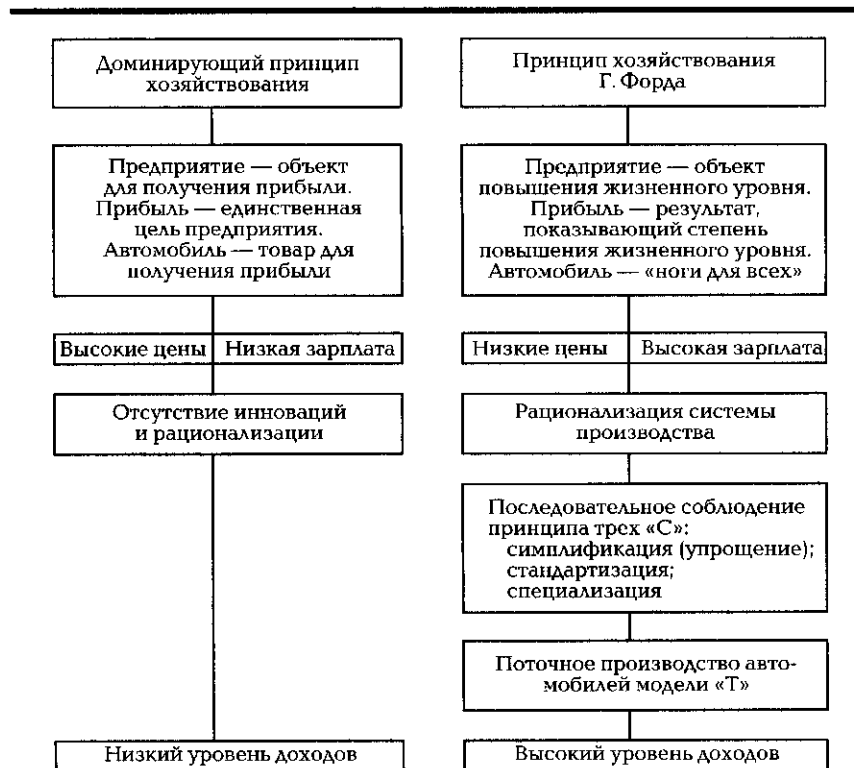 Доминирующий принцип
хозяйствования
Предприятие — объект
для получения прибыли.
Прибыль — единственная
цель предприятия.
Автомобиль — товар для
получения прибыли
Высокие цены
Низкая зарплата
Отсутствие инноваций
и рационализации
Низкий уровень доходов
Принцип хозяйствования
Г. Форда
Предприятие — объект
повышения жизненного уровня.
Прибыль — результат,
показывающий степень
повышения жизненного уровня.
Автомобиль — «ноги для всех»
Низкие цены
Высокая зарплата
Рационализация системы
производства
Последовательное соблюдение
принципа трех «С»:
симплификация (упрощение);
стандартизация;
специализация
Поточное производство авто-
мобилей модели «Т»
Высокий уровень доходов